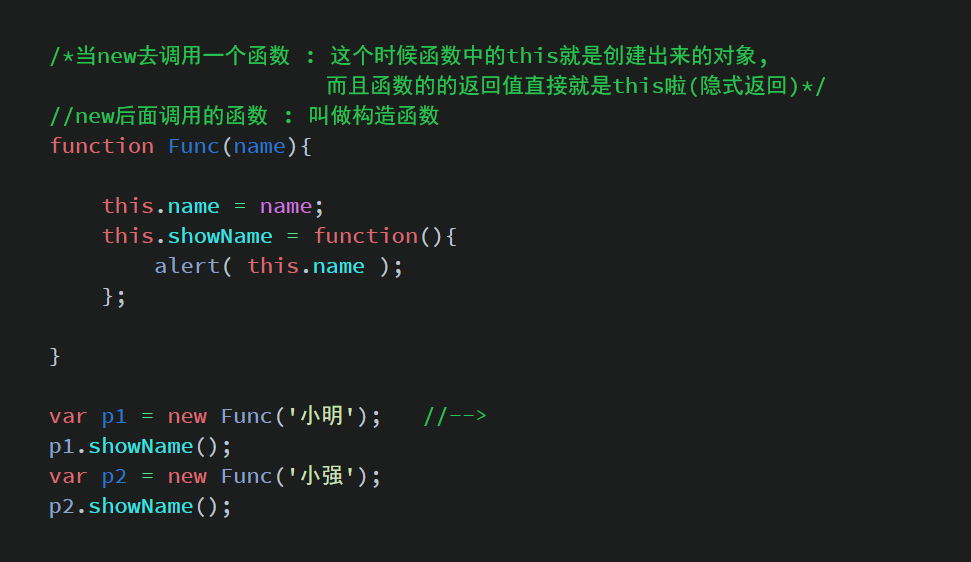 /*当new去调用一个函数 : 这个时候函数中的this就是创建出来的对象,
而且函数的的返回值直接就是this啦(隐式返回)*/
//new后面调用的函数 : 叫做构造函数
function Func(name){
this.name = name;
this.showName = function(){
alert( this.name );
};
}
var p1 = new Func('小明'); //-->
p1.showName();
var p2 = new Func('小强');
p2.showName();